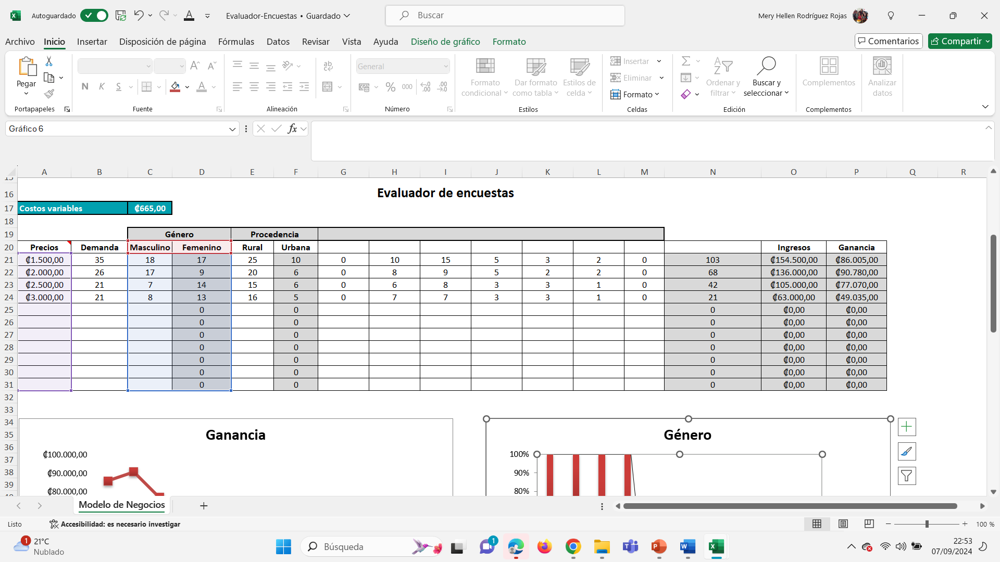 Autoguardado
Evaluador-Encuestas • Guardado
Buscar
Mery Hellen Rodríguez Rojas
Archivo Inicio Insertar Disposición de página Fórmulas Datos Revisar Vista Ayuda Diseño de gráfico Formato
Comentarios Compartir
Pegar
Portapapeles
N K S
Fuente
ab
Alineación
General
% 000
Número
Formato condicional
Dar formato como tabla
Estilos de celda
Estilos
Insertar
Eliminar
Formato
Celdas
Ordenar y filtrar
Buscar y seleccionar
Edición
Complementos
Complementos
Analizar datos
Gráfico 6
fx
A B C D E F G H I J K L M N O P Q R
16 Evaluador de encuestas
17 Costos variables ₡665,00
18
19 Género Procedencia
20 Precios Demanda Masculino Femenino Rural Urbana Ingresos Ganancia
21 ₡1.500,00 35 18 17 25 10 0 10 15 5 3 2 0 103 ₡154.500,00 ₡86.005,00
22 ₡2.000,00 26 17 9 20 6 0 8 9 5 2 2 0 68 ₡136.000,00 ₡90.780,00
23 ₡2.500,00 21 7 14 15 6 0 6 8 3 3 1 0 42 ₡105.000,00 ₡77.070,00
24 ₡3.000,00 21 8 13 16 5 0 7 7 3 3 1 0 21 ₡63.000,00 ₡49.035,00
25 0 0 0 ₡0,00 ₡0,00
26 0 0 0 ₡0,00 ₡0,00
27 0 0 0 ₡0,00 ₡0,00
28 0 0 0 ₡0,00 ₡0,00
29 0 0 0 ₡0,00 ₡0,00
30 0 0 0 ₡0,00 ₡0,00
31 0 0 0 ₡0,00 ₡0,00
32
33
34
35
36
37
38
39
Ganancia
₡100.000,00
₡90.000,00
₡80.000,00
Género
100%
90%
80%
Modelo de Negocios
Listo
Accesibilidad: es necesario investigar
100 %
1
21°C
Nublado
Búsqueda
1
22:53
07/09/2024